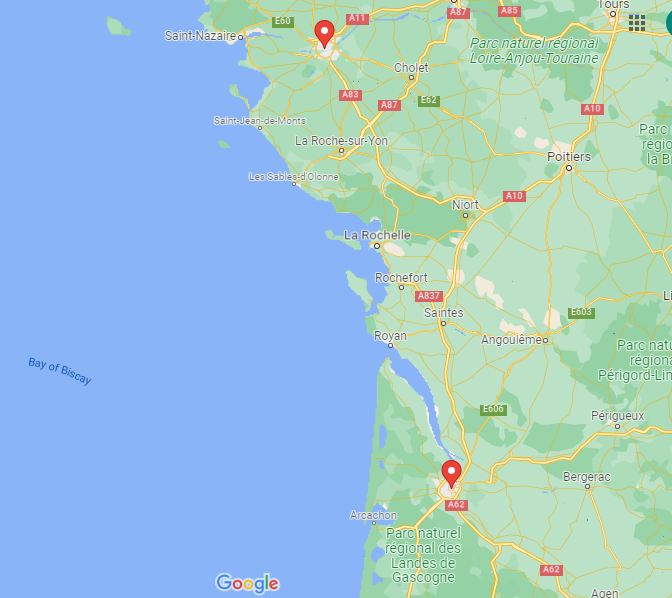 E60
A11
A87
A85
Tours
Saint-Nazaire
Parc naturel régional
Loire-Anjou-Touraine
Cholet
A83
A87
E62
A10
Saint-Jean-de-Monts
Parc
régio
la B
La Roche-sur-Yon
Poitiers
Les Sables-d'Olonne
A10
Niort
La Rochelle
Rochefort
A837
Li
Saintes
E603
Royan
Angoulême
Parc natu
régiona
Périgord-Lin
Bay of Biscay
E606
Périgueux
Bergerac
A62
Arcachon
Parc naturel
régional des
Landes de
Gascogne
A62
Google
Agen